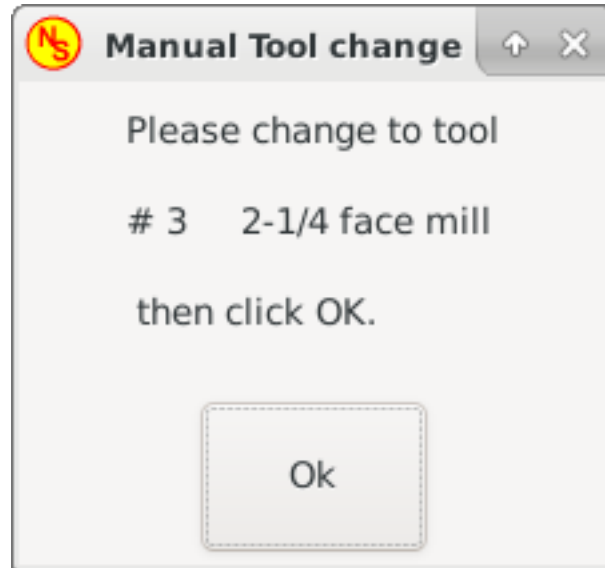 NS Manual Tool change
Please change to tool
# 3 2-1/4 face mill
then click OK.
Ok